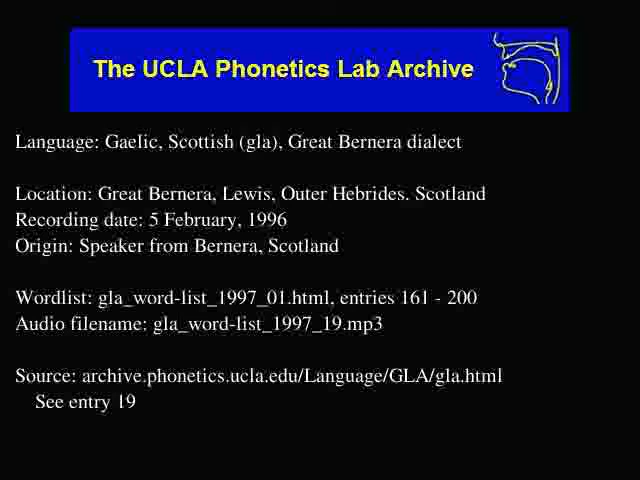 The UCLA Phonetics Lab Archive
Language: Gaelic, Scottish (gla), Great Bernera dialect
Location: Great Bernera, Lewis, Outer Hebrides. Scotland
Recording date: 5 February, 1996
Origin: Speaker from Bernera, Scotland
Wordlist: gla_word-list_1997_01.html, entries 161 - 200
Audio filename: gla_word-list_1997_19.mp3
Source: archive.phonetics.ucla.edu/Language/GLA/gla.html
See entry 19